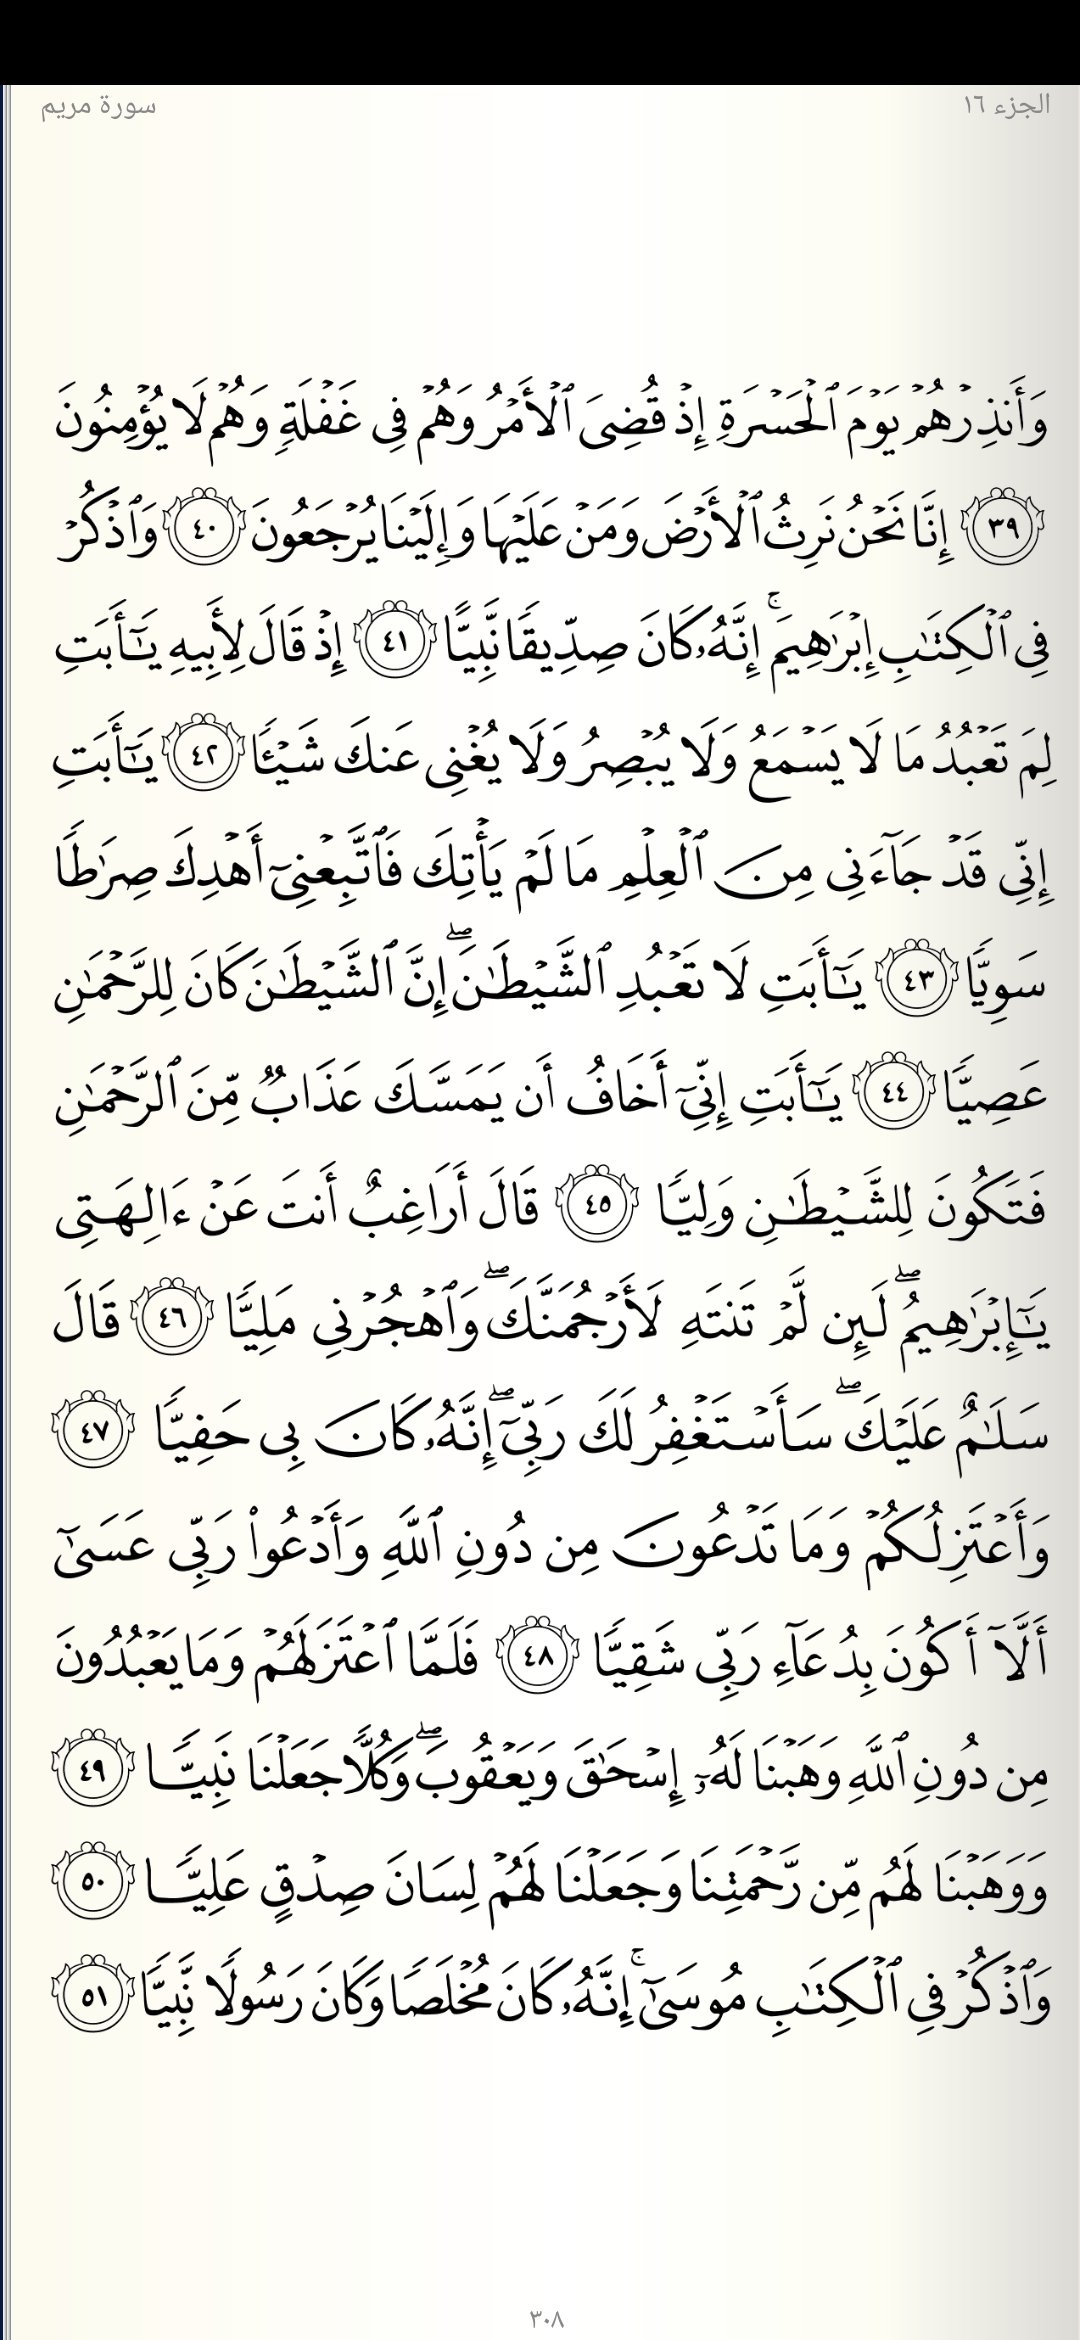 الجزء ١٦
سورة مريم
وَأَنذِرْهُمْ يَوْمَ ٱلْحَسْرَةِ إِذْ قُضِىَ ٱلْأَمْرُ وَهُمْ فِى غَفْلَةٍ وَهُمْ لَا يُؤْمِنُونَ
٣٩ إِنَّا نَحْنُ نَرِثُ ٱلْأَرْضَ وَمَنْ عَلَيْهَا وَإِلَيْنَا يُرْجَعُونَ ٤٠ وَٱذْكُرْ
فِى ٱلْكِتَٰبِ إِبْرَٰهِيمَ ۚ إِنَّهُۥ كَانَ صِدِّيقًا نَّبِيًّا ٤١ إِذْ قَالَ لِأَبِيهِ يَٰٓأَبَتِ
لِمَ تَعْبُدُ مَا لَا يَسْمَعُ وَلَا يُبْصِرُ وَلَا يُغْنِى عَنكَ شَيْـًٔا ٤٢ يَٰٓأَبَتِ
إِنِّى قَدْ جَآءَنِى مِنَ ٱلْعِلْمِ مَا لَمْ يَأْتِكَ فَٱتَّبِعْنِىٓ أَهْدِكَ صِرَٰطًا
سَوِيًّا ٤٣ يَٰٓأَبَتِ لَا تَعْبُدِ ٱلشَّيْطَٰنَ ۖ إِنَّ ٱلشَّيْطَٰنَ كَانَ لِلرَّحْمَٰنِ
عَصِيًّا ٤٤ يَٰٓأَبَتِ إِنِّىٓ أَخَافُ أَن يَمَسَّكَ عَذَابٌ مِّنَ ٱلرَّحْمَٰنِ
فَتَكُونَ لِلشَّيْطَٰنِ وَلِيًّا ٤٥ قَالَ أَرَاغِبٌ أَنتَ عَنْ ءَالِهَتِى
يَٰٓإِبْرَٰهِيمُ ۖ لَئِن لَّمْ تَنتَهِ لَأَرْجُمَنَّكَ ۖ وَٱهْجُرْنِى مَلِيًّا ٤٦ قَالَ
سَلَٰمٌ عَلَيْكَ ۖ سَأَسْتَغْفِرُ لَكَ رَبِّىٓ ۖ إِنَّهُۥ كَانَ بِى حَفِيًّا ٤٧
وَأَعْتَزِلُكُمْ وَمَا تَدْعُونَ مِن دُونِ ٱللَّهِ وَأَدْعُوا۟ رَبِّى عَسَىٰٓ
أَلَّآ أَكُونَ بِدُعَآءِ رَبِّى شَقِيًّا ٤٨ فَلَمَّا ٱعْتَزَلَهُمْ وَمَا يَعْبُدُونَ
مِن دُونِ ٱللَّهِ وَهَبْنَا لَهُۥٓ إِسْحَٰقَ وَيَعْقُوبَ ۖ وَكُلًّا جَعَلْنَا نَبِيًّا ٤٩
وَوَهَبْنَا لَهُم مِّن رَّحْمَتِنَا وَجَعَلْنَا لَهُمْ لِسَانَ صِدْقٍ عَلِيًّا ٥٠
وَٱذْكُرْ فِى ٱلْكِتَٰبِ مُوسَىٰٓ ۚ إِنَّهُۥ كَانَ مُخْلَصًا وَكَانَ رَسُولًا نَّبِيًّا ٥١
٣٠٨